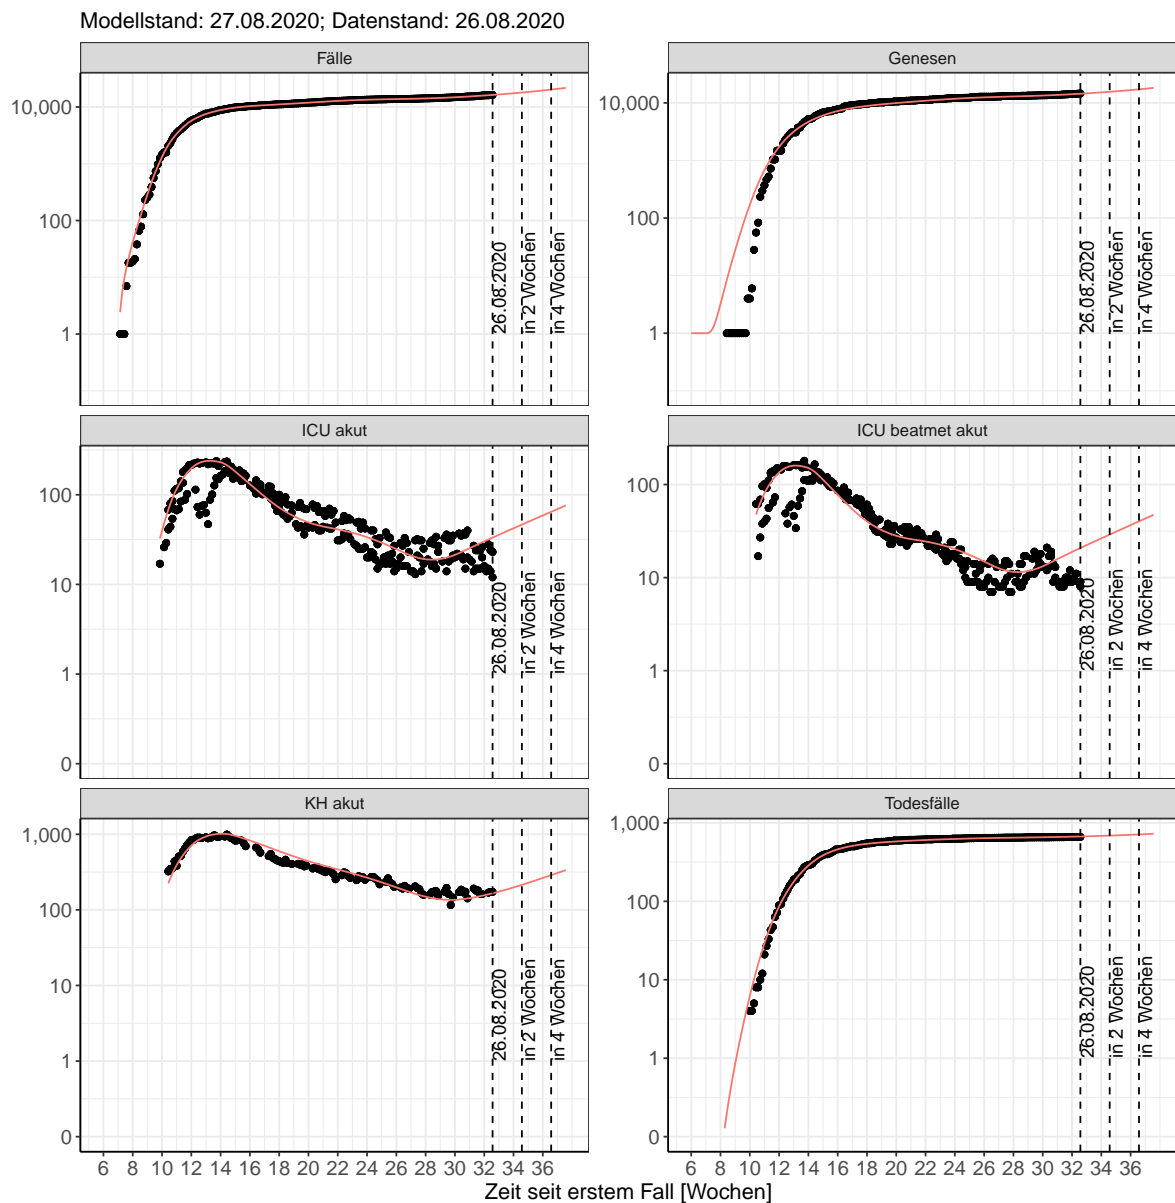 Modellstand: 27.08.2020; Datenstand: 26.08.2020
Fälle
10,000
100
1
26.08.2020
in 2 Wochen
in 4 Wochen
Genesen
10,000
100
1
26.08.2020
in 2 Wochen
in 4 Wochen
ICU akut
100
10
1
0
26.08.2020
in 2 Wochen
in 4 Wochen
ICU beatmet akut
100
10
1
0
26.08.2020
in 2 Wochen
in 4 Wochen
KH akut
1,000
100
10
1
0
26.08.2020
in 2 Wochen
in 4 Wochen
6 8 10 12 14 16 18 20 22 24 26 28 30 32 34 36
Todesfälle
1,000
100
10
1
0
26.08.2020
in 2 Wochen
in 4 Wochen
6 8 10 12 14 16 18 20 22 24 26 28 30 32 34 36
Zeit seit erstem Fall [Wochen]